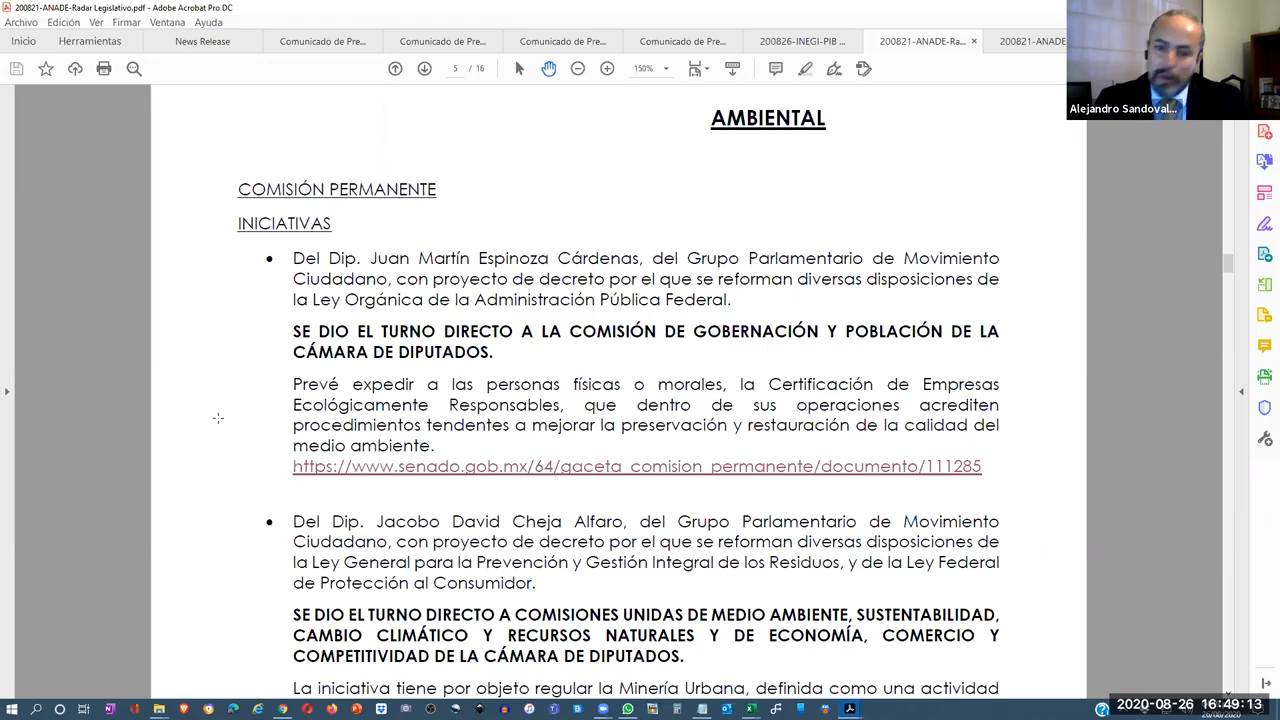 200821-ANADE-Radar Legislativo.pdf - Adobe Acrobat Pro DC
Archivo Edición Ver Firmar Ventana Ayuda
Inicio Herramientas News Release Comunicado de Pre... Comunicado de Pre... Comunicado de Pre... Comunicado de Pre... 200826-INEGI-PIB ... 200821-ANADE-Ra... × 200821-ANADE
5 / 16 150%
Alejandro Sandoval...
AMBIENTAL
COMISIÓN PERMANENTE
INICIATIVAS
• Del Dip. Juan Martín Espinoza Cárdenas, del Grupo Parlamentario de Movimiento
Ciudadano, con proyecto de decreto por el que se reforman diversas disposiciones de
la Ley Orgánica de la Administración Pública Federal.
SE DIO EL TURNO DIRECTO A LA COMISIÓN DE GOBERNACIÓN Y POBLACIÓN DE LA
CÁMARA DE DIPUTADOS.
Prevé expedir a las personas físicas o morales, la Certificación de Empresas
Ecológicamente Responsables, que dentro de sus operaciones acrediten
procedimientos tendentes a mejorar la preservación y restauración de la calidad del
medio ambiente.
https://www.senado.gob.mx/64/gaceta_comision_permanente/documento/111285
• Del Dip. Jacobo David Cheja Alfaro, del Grupo Parlamentario de Movimiento
Ciudadano, con proyecto de decreto por el que se reforman diversas disposiciones de
la Ley General para la Prevención y Gestión Integral de los Residuos, y de la Ley Federal
de Protección al Consumidor.
SE DIO EL TURNO DIRECTO A COMISIONES UNIDAS DE MEDIO AMBIENTE, SUSTENTABILIDAD,
CAMBIO CLIMÁTICO Y RECURSOS NATURALES Y DE ECONOMÍA, COMERCIO Y
COMPETITIVIDAD DE LA CÁMARA DE DIPUTADOS.
La iniciativa tiene por objeto regular la Minería Urbana, definida como una actividad
2020-08-26 16:49:13
26/08/2020